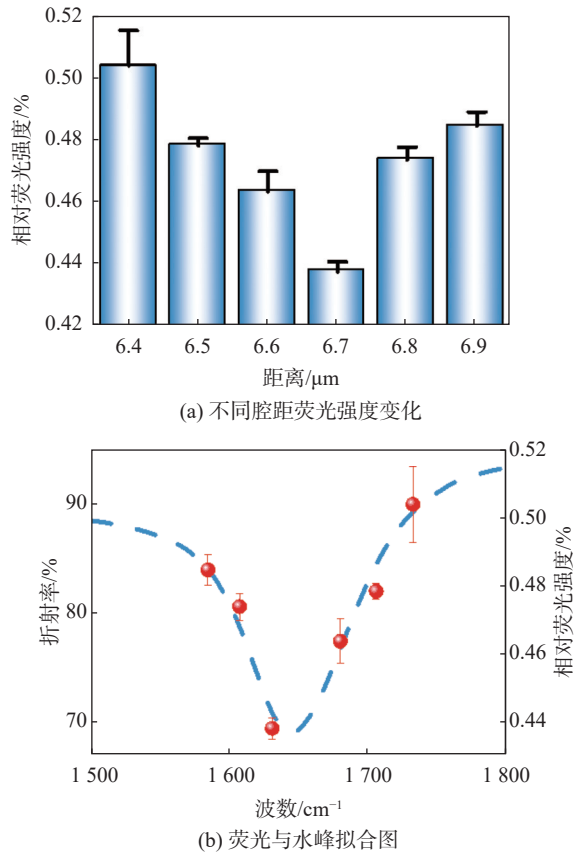 0.52
0.50
0.48
0.46
0.44
0.42
相对荧光强度/%
6.4 6.5 6.6 6.7 6.8 6.9
距离/μm
(a) 不同腔距荧光强度变化
90
80
70
折射率/%
0.52
0.50
0.48
0.46
0.44
相对荧光强度/%
1 500 1 600 1 700 1 800
波数/cm⁻¹
(b) 荧光与水峰拟合图